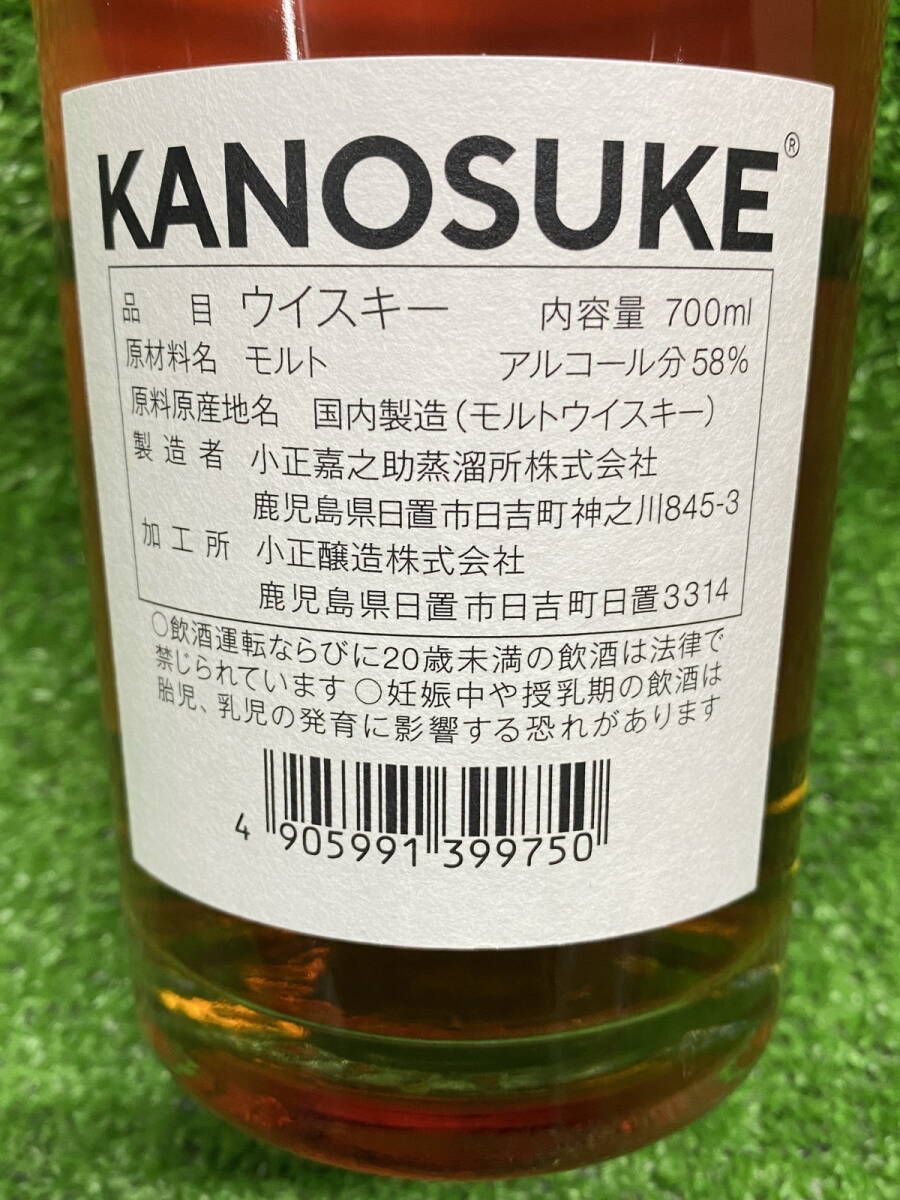 KANOSUKE®
品目 ウイスキー 内容量 700ml
原材料名 モルト アルコール分58%
原料原産地名 国内製造(モルトウイスキー)
製造者 小正嘉之助蒸溜所株式会社
鹿児島県日置市日吉町神之川845-3
加工所 小正醸造株式会社
鹿児島県日置市日吉町日置3314
○飲酒運転ならびに20歳未満の飲酒は法律で
禁じられています○妊娠中や授乳期の飲酒は
胎児、乳児の発育に影響する恐れがあります
4 905991 399750